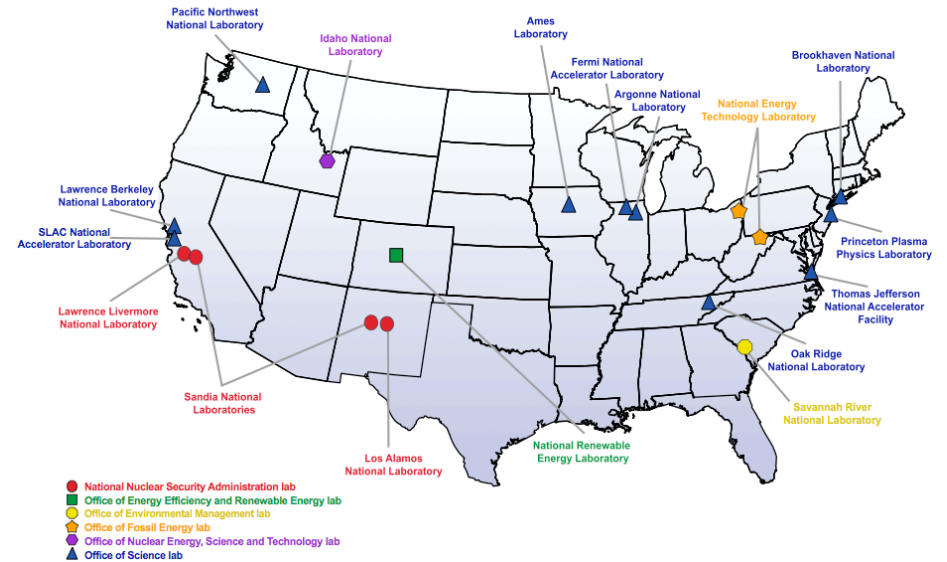 Pacific Northwest
National Laboratory
Idaho National
Laboratory
Ames
Laboratory
Fermi National
Accelerator Laboratory
Argonne National
Laboratory
Brookhaven National
Laboratory
National Energy
Technology Laboratory
Lawrence Berkeley
National Laboratory
SLAC National
Accelerator Laboratory
Lawrence Livermore
National Laboratory
Princeton Plasma
Physics Laboratory
Thomas Jefferson
National Accelerator
Facility
Oak Ridge
National Laboratory
Savannah River
National Laboratory
Sandia National
Laboratories
Los Alamos
National Laboratory
National Renewable
Energy Laboratory
National Nuclear Security Administration lab
Office of Energy Efficiency and Renewable Energy lab
Office of Environmental Management lab
Office of Fossil Energy lab
Office of Nuclear Energy, Science and Technology lab
Office of Science lab